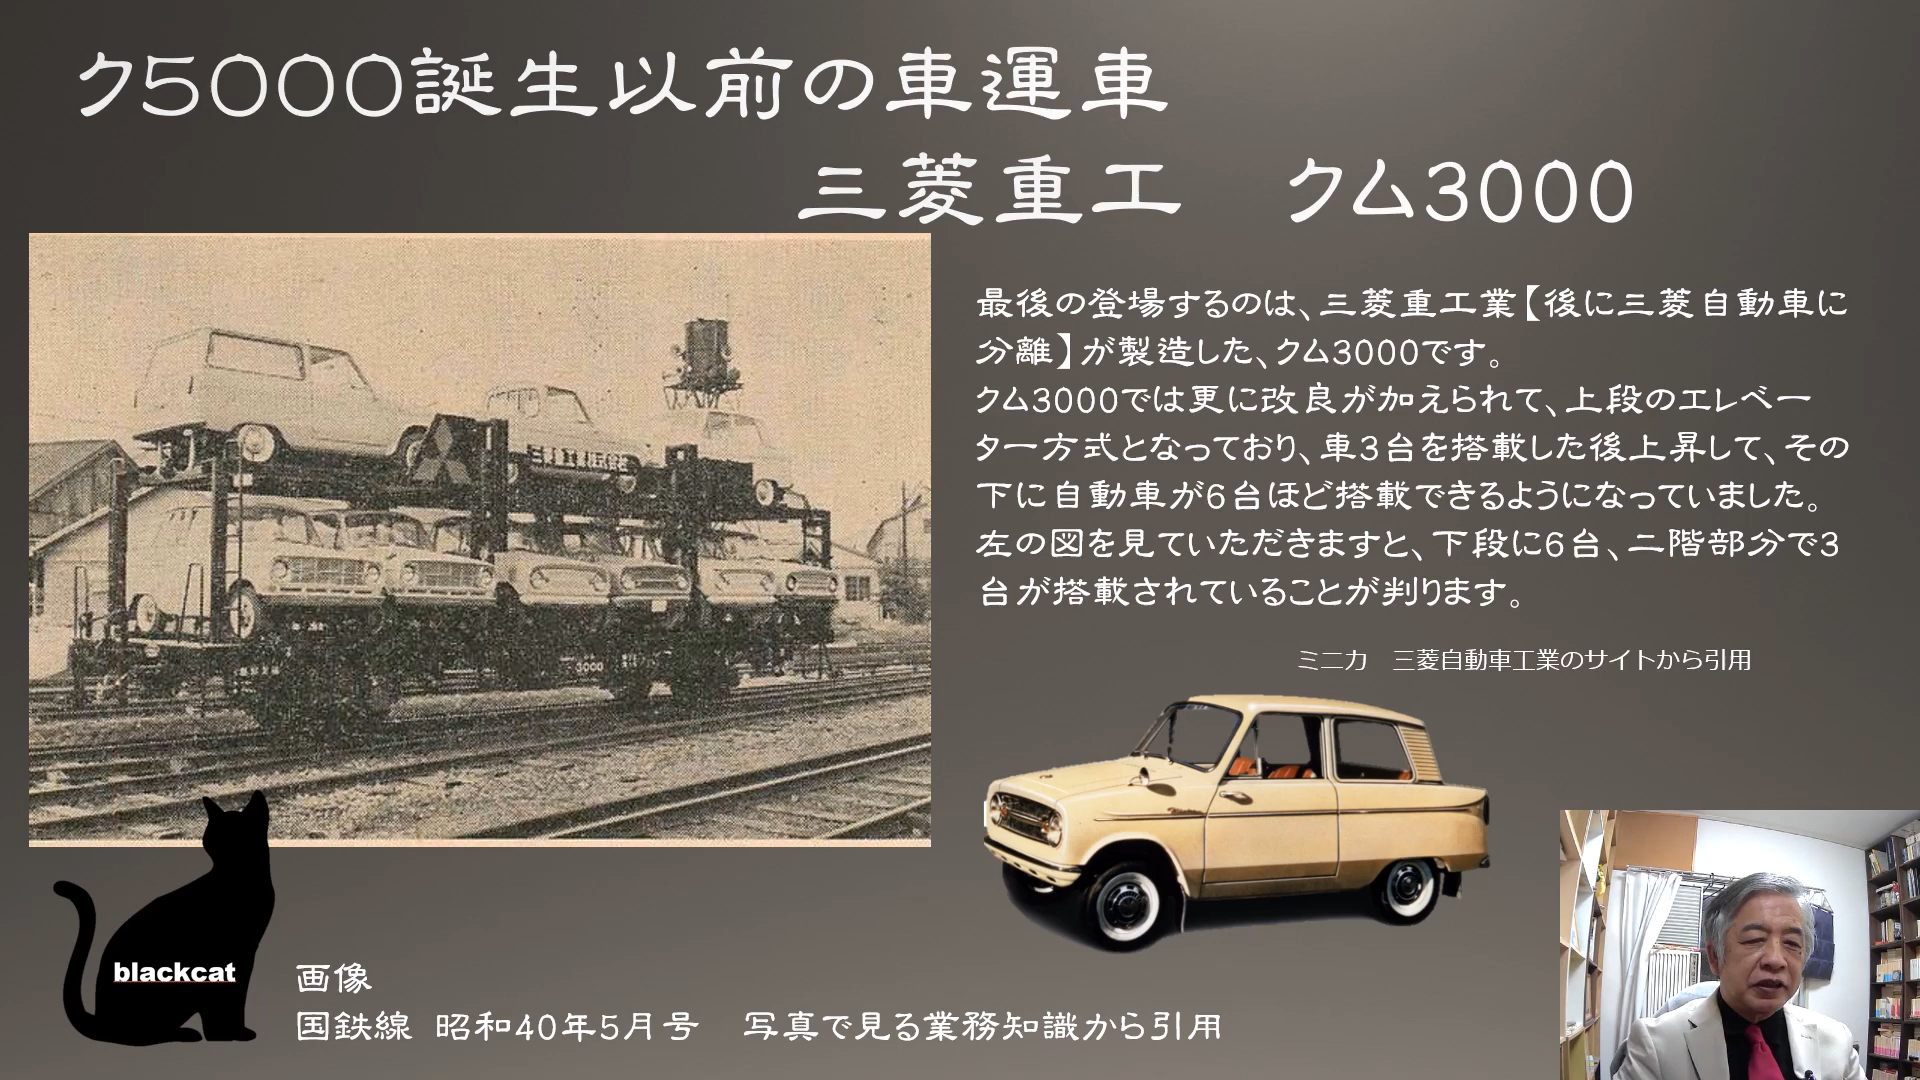 ク5000誕生以前の車運車
三菱重工　クム3000
最後の登場するのは、三菱重工業【後に三菱自動車に
分離】が製造した、クム3000です。
クム3000では更に改良が加えられて、上段のエレベー
ター方式となっており、車3台を搭載した後上昇して、その
下に自動車が6台ほど搭載できるようになっていました。
左の図を見ていただきますと、下段に6台、二階部分で3
台が搭載されていることが判ります。
ミニカ　三菱自動車工業のサイトから引用
3000
blackcat
画像
国鉄線 昭和40年5月号　写真で見る業務知識から引用